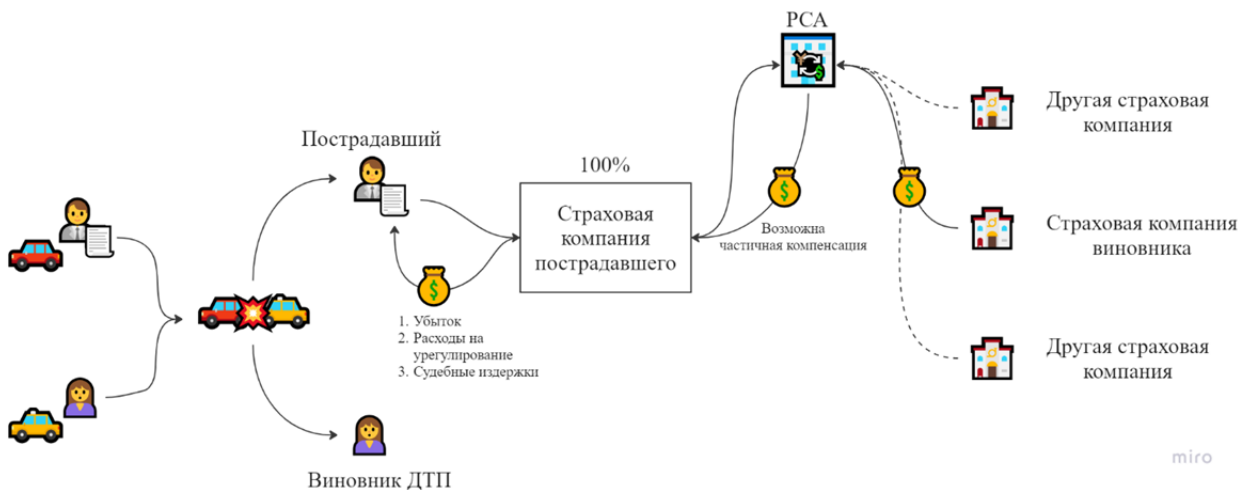 РСА
Другая страховая
компания
Пострадавший
100%
Страховая
компания
пострадавшего
Возможна
частичная компенсация
Страховая компания
виновника
1. Убыток
2. Расходы на
урегулирование
3. Судебные издержки
Другая страховая
компания
Виновник ДТП
miro